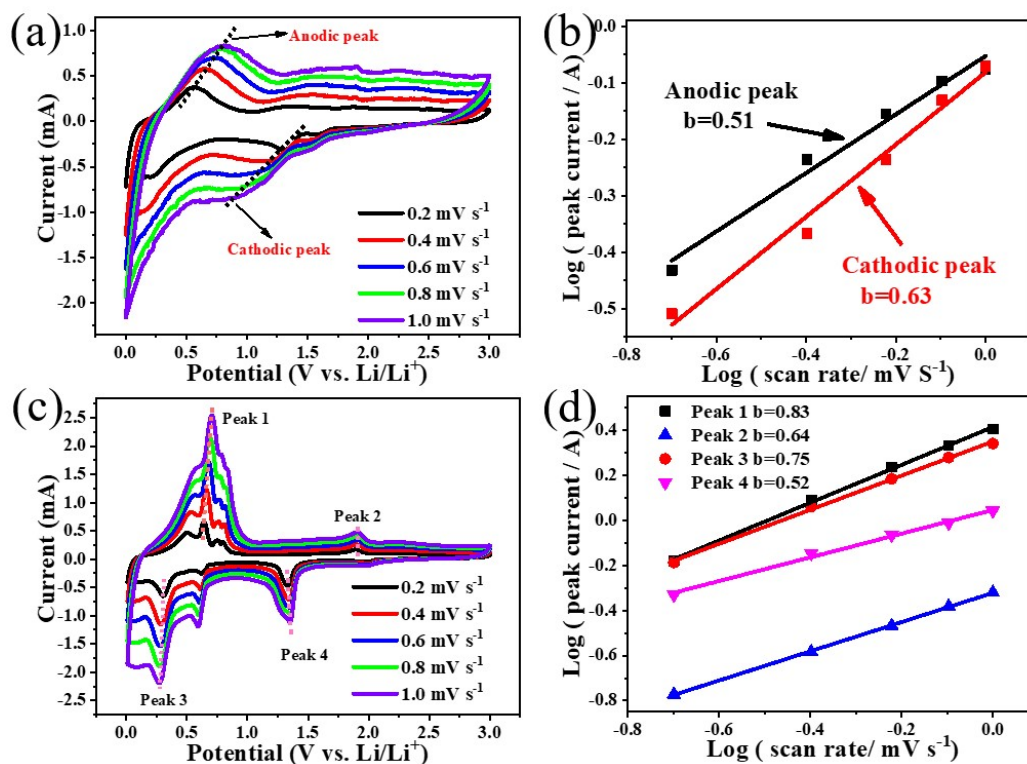 (a)
Anodic peak
Cathodic peak
0.2 mV s⁻¹
0.4 mV s⁻¹
0.6 mV s⁻¹
0.8 mV s⁻¹
1.0 mV s⁻¹
1.0
0.5
0.0
-0.5
-1.0
-1.5
-2.0
Current (mA)
0.0 0.5 1.0 1.5 2.0 2.5 3.0
Potential (V vs. Li/Li⁺)
(b)
Anodic peak
b=0.51
Cathodic peak
b=0.63
0.0
-0.1
-0.2
-0.3
-0.4
-0.5
Log ( peak current / A)
-0.8 -0.6 -0.4 -0.2 0.0
Log ( scan rate/ mV S⁻¹)
(c)
Peak 1
Peak 2
Peak 3
Peak 4
0.2 mV s⁻¹
0.4 mV s⁻¹
0.6 mV s⁻¹
0.8 mV s⁻¹
1.0 mV s⁻¹
2.5
2.0
1.5
1.0
0.5
0.0
-0.5
-1.0
-1.5
-2.0
-2.5
Current (mA)
0.0 0.5 1.0 1.5 2.0 2.5 3.0
Potential (V vs. Li/Li⁺)
(d)
Peak 1 b=0.83
Peak 2 b=0.64
Peak 3 b=0.75
Peak 4 b=0.52
0.4
0.2
0.0
-0.2
-0.4
-0.6
-0.8
Log ( peak current / A)
-0.8 -0.6 -0.4 -0.2 0.0
Log ( scan rate/ mV s⁻¹)